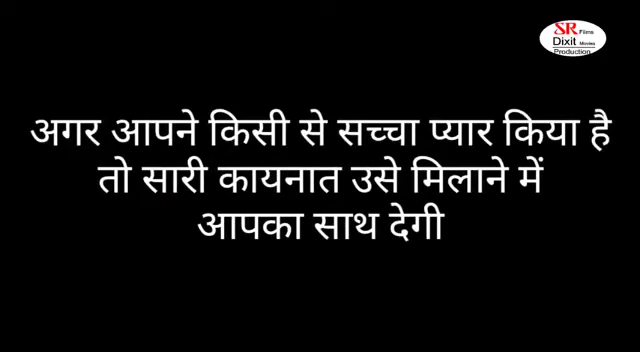 SR Films
Dixit Movies
Production
अगर आपने किसी से सच्चा प्यार किया है
तो सारी कायनात उसे मिलाने में
आपका साथ देगी